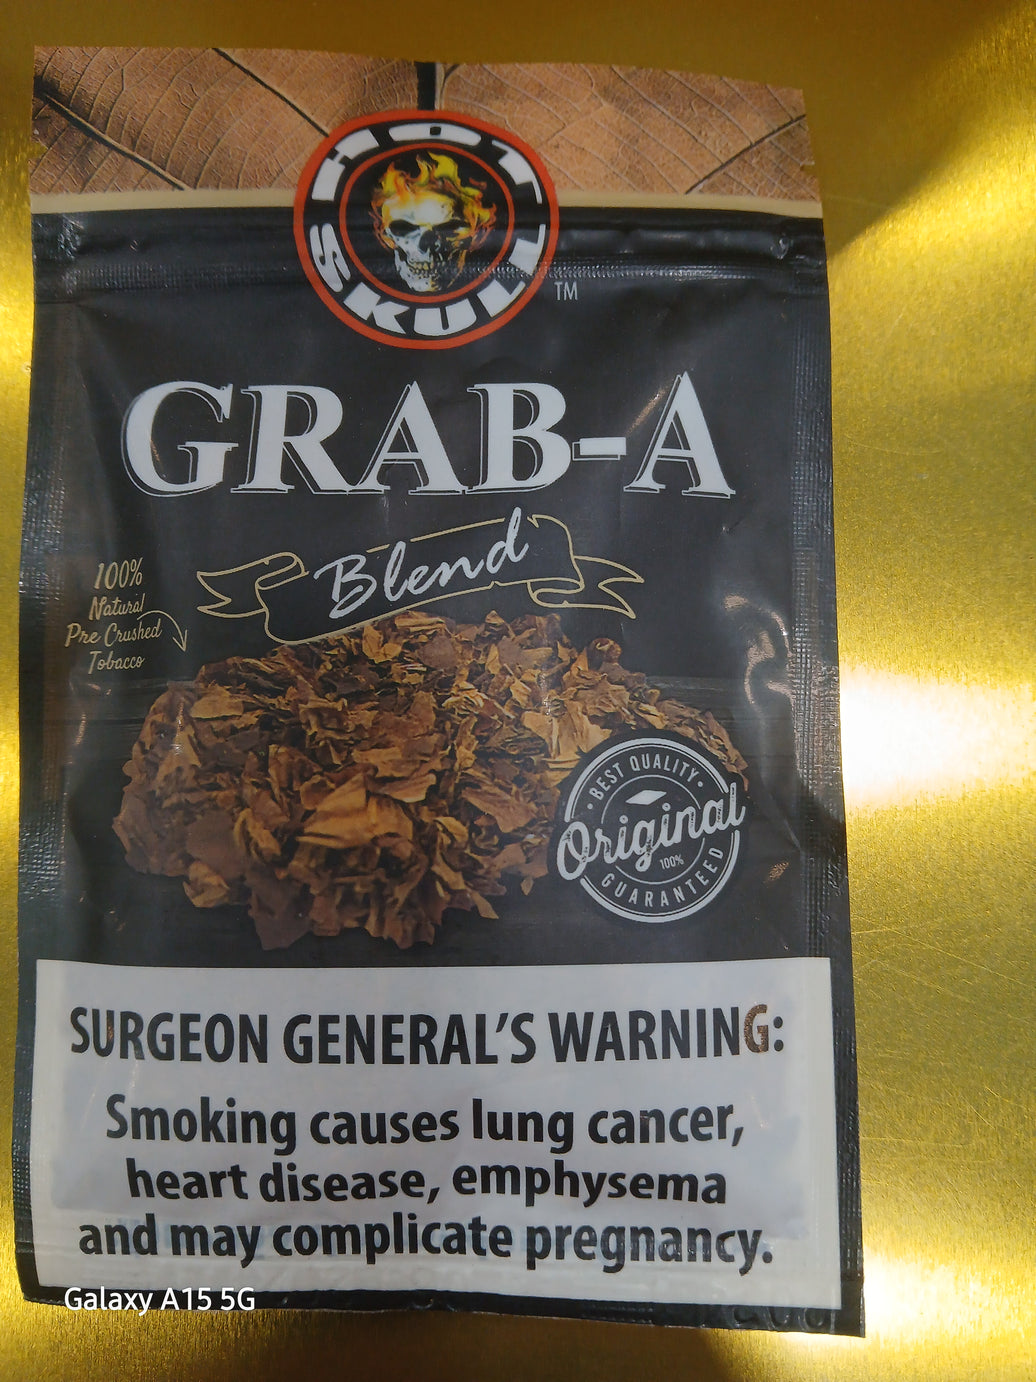 HOT
SKULL
TM
GRAB-A
Blend
100%
Natural
Pre Crushed
Tobacco
BEST QUALITY
Original
100%
GUARANTEED
SURGEON GENERAL'S WARNING:
Smoking causes lung cancer,
heart disease, emphysema
and may complicate pregnancy.
Galaxy A15 5G